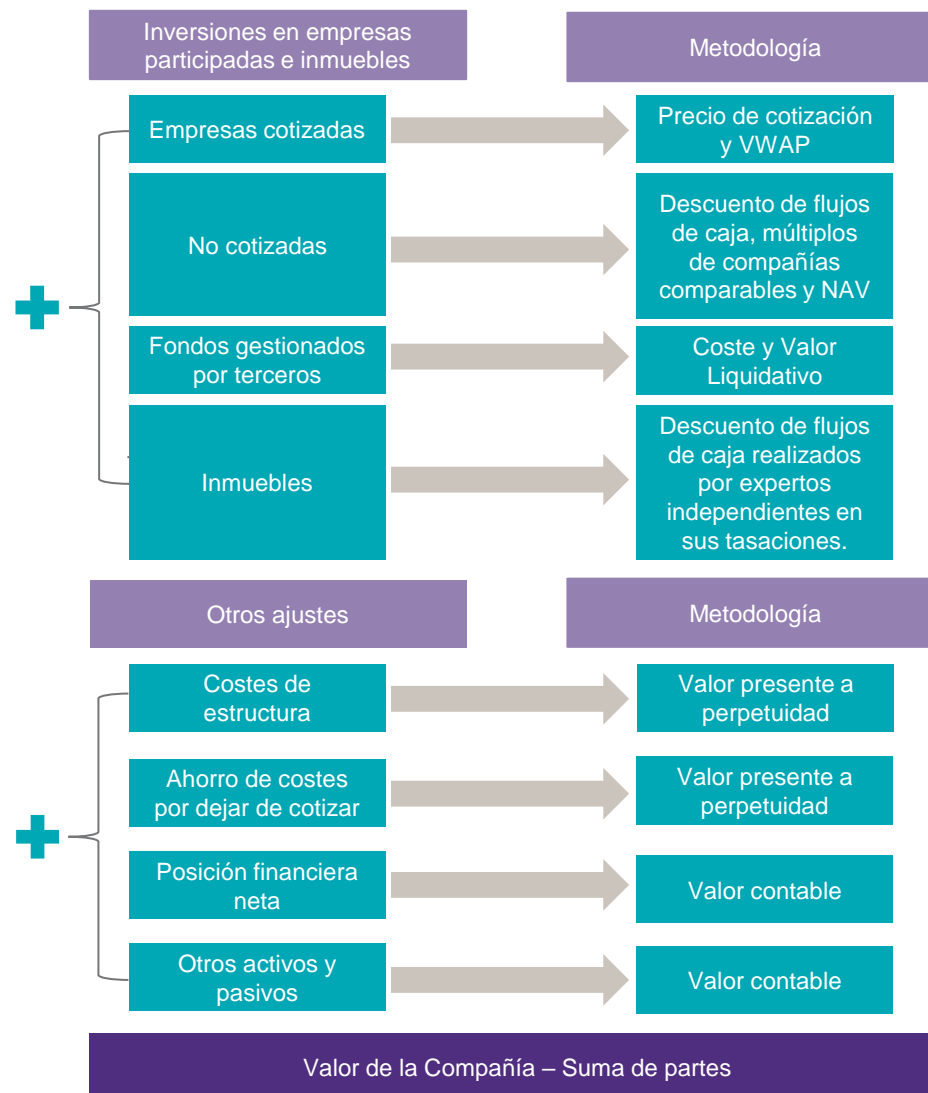 Inversiones en empresas
participadas e inmuebles
Metodología
Empresas cotizadas
Precio de cotización
y VWAP
No cotizadas
Descuento de flujos
de caja, múltiplos
de compañías
comparables y NAV
Fondos gestionados
por terceros
Coste y Valor
Liquidativo
Inmuebles
Descuento de flujos
de caja realizados
por expertos
independientes en
sus tasaciones.
Otros ajustes
Metodología
Costes de
estructura
Valor presente a
perpetuidad
Ahorro de costes
por dejar de cotizar
Valor presente a
perpetuidad
Posición financiera
neta
Valor contable
Otros activos y
pasivos
Valor contable
Valor de la Compañía – Suma de partes